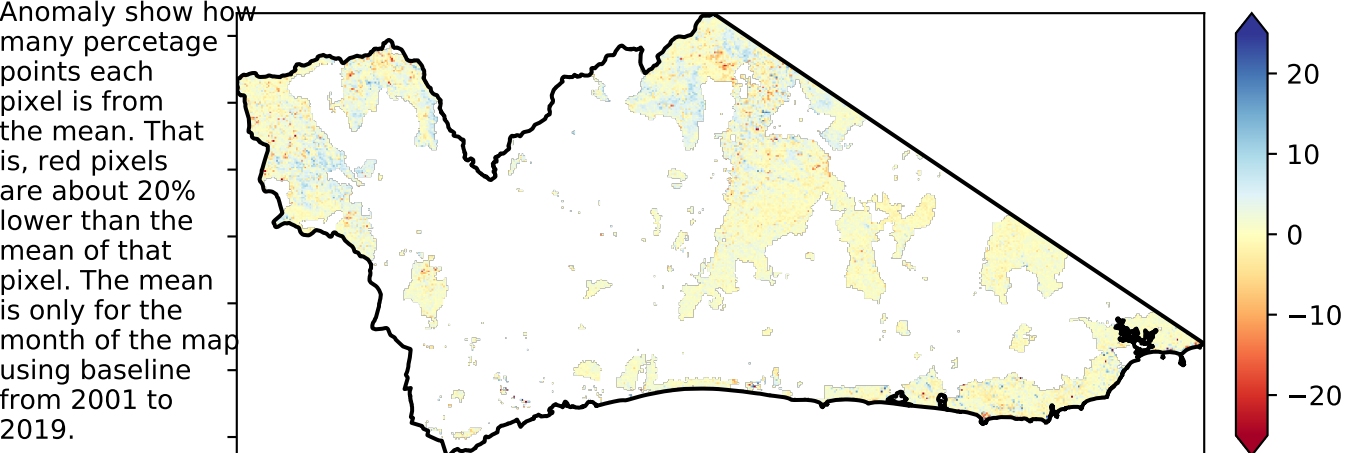 Anomaly show how
many percetage
points each
pixel is from
the mean. That
is, red pixels
are about 20%
lower than the
mean of that
pixel. The mean
is only for the
month of the map
using baseline
from 2001 to
2019.
20
10
0
−10
−20